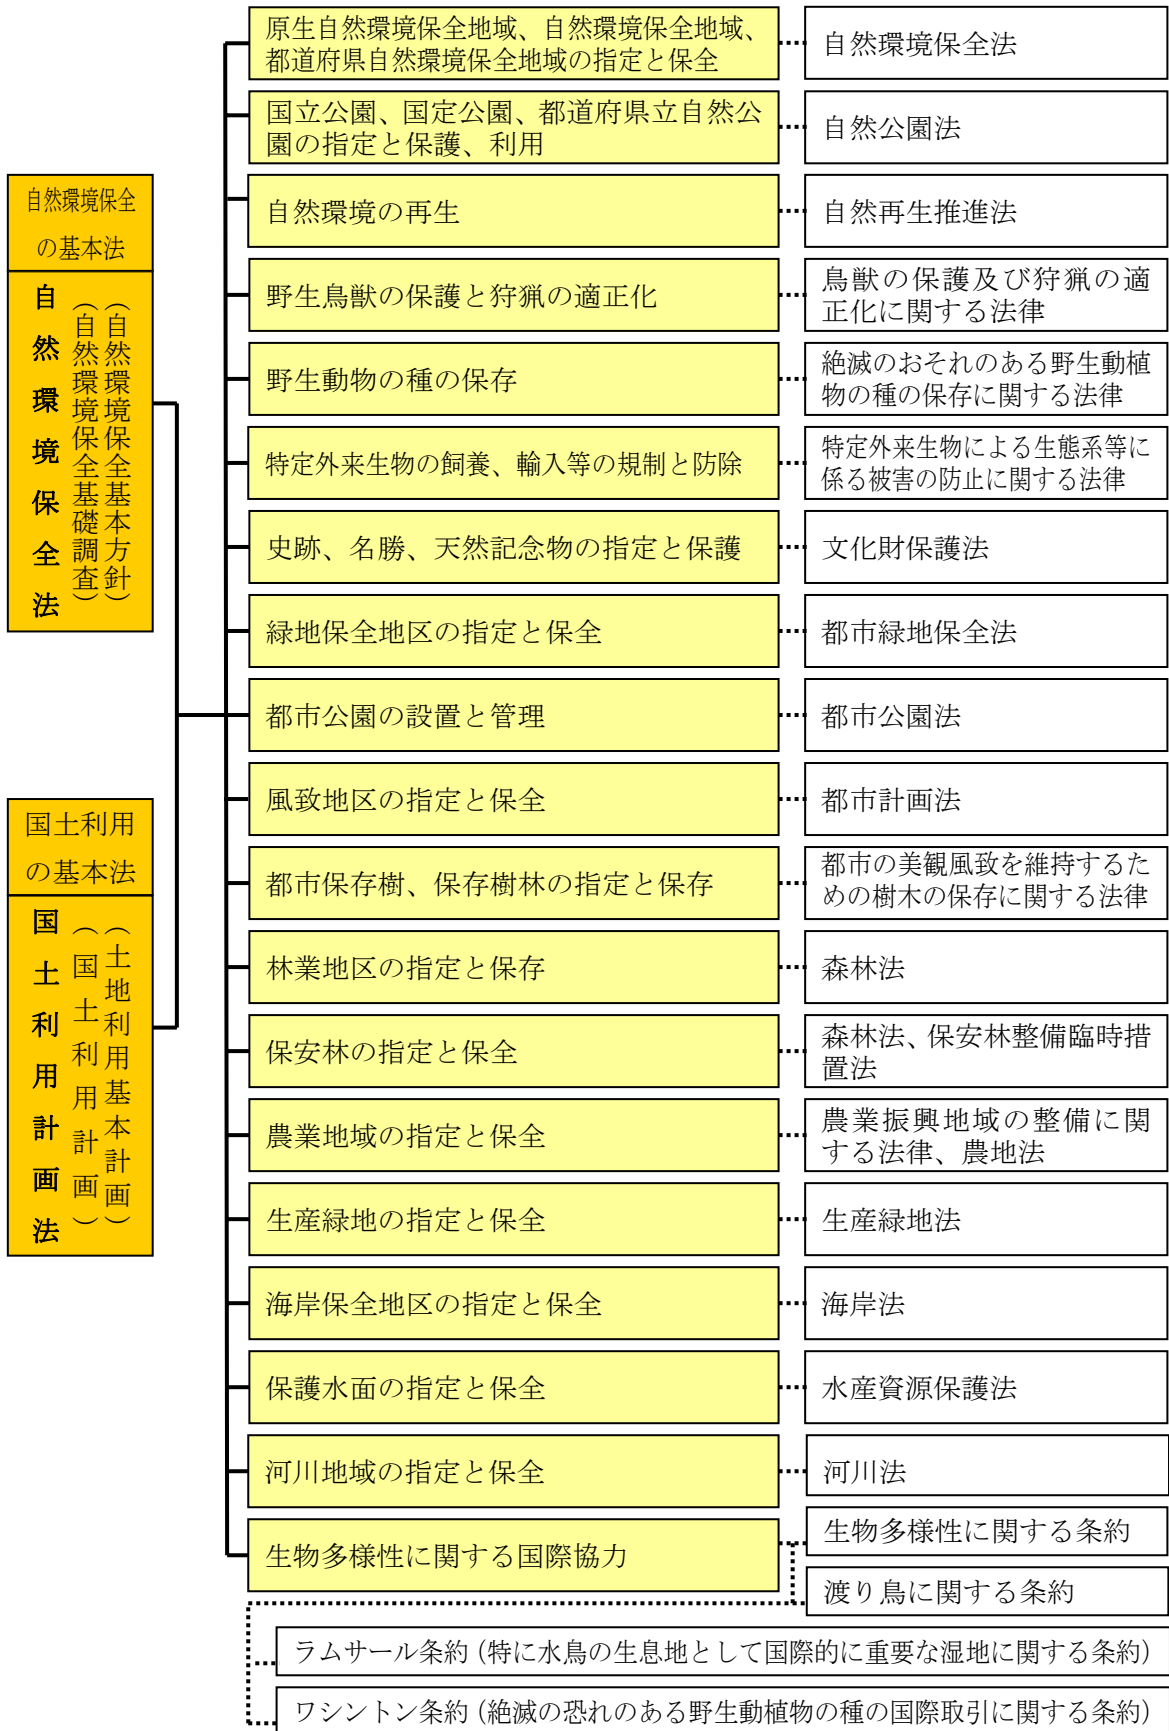 自然環境保全
の基本法
自然環境保全法
(自然環境保全基本方針)
(自然環境保全基礎調査)
国土利用
の基本法
国土利用計画法
(土地利用基本計画)
(国土利用計画)
原生自然環境保全地域、自然環境保全地域、
都道府県自然環境保全地域の指定と保全
自然環境保全法
国立公園、国定公園、都道府県立自然公
園の指定と保護、利用
自然公園法
自然環境の再生
自然再生推進法
野生鳥獣の保護と狩猟の適正化
鳥獣の保護及び狩猟の適
正化に関する法律
野生動物の種の保存
絶滅のおそれのある野生動植
物の種の保存に関する法律
特定外来生物の飼養、輸入等の規制と防除
特定外来生物による生態系等に
係る被害の防止に関する法律
史跡、名勝、天然記念物の指定と保護
文化財保護法
緑地保全地区の指定と保全
都市緑地保全法
都市公園の設置と管理
都市公園法
風致地区の指定と保全
都市計画法
都市保存樹、保存樹林の指定と保存
都市の美観風致を維持するた
めの樹木の保存に関する法律
林業地区の指定と保存
森林法
保安林の指定と保全
森林法、保安林整備臨時措
置法
農業地域の指定と保全
農業振興地域の整備に関
する法律、農地法
生産緑地の指定と保全
生産緑地法
海岸保全地区の指定と保全
海岸法
保護水面の指定と保全
水産資源保護法
河川地域の指定と保全
河川法
生物多様性に関する国際協力
生物多様性に関する条約
渡り鳥に関する条約
ラムサール条約(特に水鳥の生息地として国際的に重要な湿地に関する条約)
ワシントン条約(絶滅の恐れのある野生動植物の種の国際取引に関する条約)